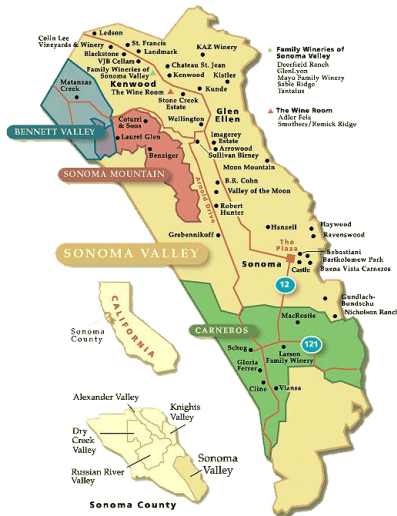 Ledson
Colin Lee
Vineyards & Winery
St. Francis
Blackstone
Landmark
KAZ Winery
VJB Cellars
Family Wineries
of Sonoma Valley
Chateau St. Jean
Kenwood
Kistler
Matanzas
Creek
Kenwood
The Wine Room
Kunde
Stone Creek
Estate
Glen
Ellen
Coturri
& Sons
Wellington
BENNETT VALLEY
Laurel Glen
Imagery
Estate
Arrowood
Sullivan Birney
Benziger
Moon Mountain
SONOMA MOUNTAIN
B.R. Cohn
Valley of the Moon
Arnold Drive
Robert
Hunter
Grebennikoff
Hanzell
Haywood
Ravenswood
The
Plaza
SONOMA VALLEY
Sonoma
Sebastiani
Bartholomew Park
Castle
Buena Vista Carneros
12
Gundlach-
Bundschu
Nicholson Ranch
MacRostie
CARNEROS
121
Schug
Larson
Family Winery
Gloria
Ferrer
Cline
Viansa
Family Wineries of
Sonoma Valley
Deerfield Ranch
GlenLyon
Mayo Family Winery
Sable Ridge
Tantalus
The Wine Room
Adler Fels
Smothers/Remick Ridge
CALIFORNIA
Sonoma
County
Alexander Valley
Knights
Valley
Dry
Creek
Valley
Sonoma
Valley
Russian River
Valley
Sonoma County